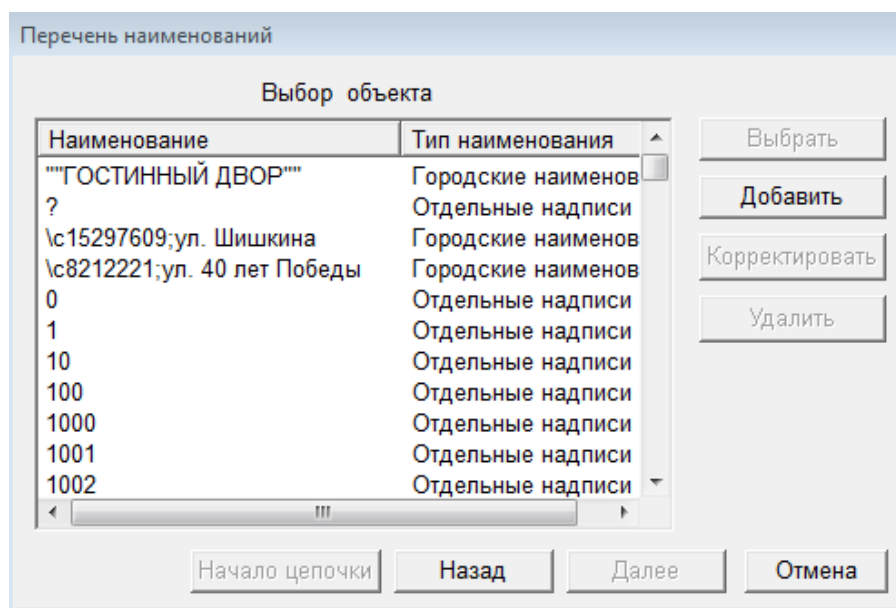 Перечень наименований
Выбор объекта
Наименование Тип наименования
""ГОСТИННЫЙ ДВОР"" Городские наименов
? Отдельные надписи
\c15297609;ул. Шишкина Городские наименов
\c8212221;ул. 40 лет Победы Городские наименов
0 Отдельные надписи
1 Отдельные надписи
10 Отдельные надписи
100 Отдельные надписи
1000 Отдельные надписи
1001 Отдельные надписи
1002 Отдельные надписи
Выбрать
Добавить
Корректировать
Удалить
Начало цепочки Назад Далее Отмена